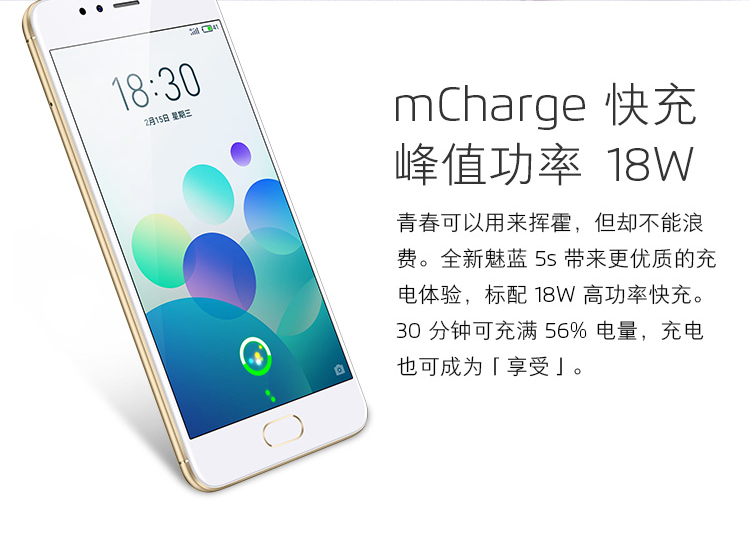 41
18:30
2月15日 星期三
mCharge 快充
峰值功率 18W
青春可以用来挥霍，但却不能浪
费。全新魅蓝 5s 带来更优质的充
电体验，标配 18W 高功率快充。
30 分钟可充满 56% 电量，充电
也可成为「享受」。